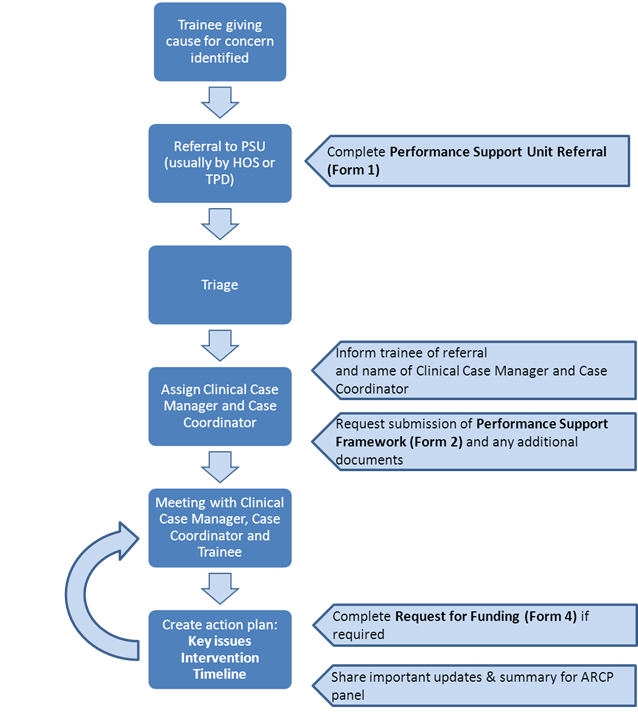 Trainee giving
cause for concern
identified
Referral to PSU
(usually by HOS or
TPD)
Complete Performance Support Unit Referral
(Form 1)
Triage
Assign Clinical Case
Manager and Case
Coordinator
Inform trainee of referral
and name of Clinical Case Manager and Case
Coordinator
Request submission of Performance Support
Framework (Form 2) and any additional
documents
Meeting with Clinical
Case Manager, Case
Coordinator and
Trainee
Create action plan:
Key issues
Intervention
Timeline
Complete Request for Funding (Form 4) if
required
Share important updates & summary for ARCP
panel